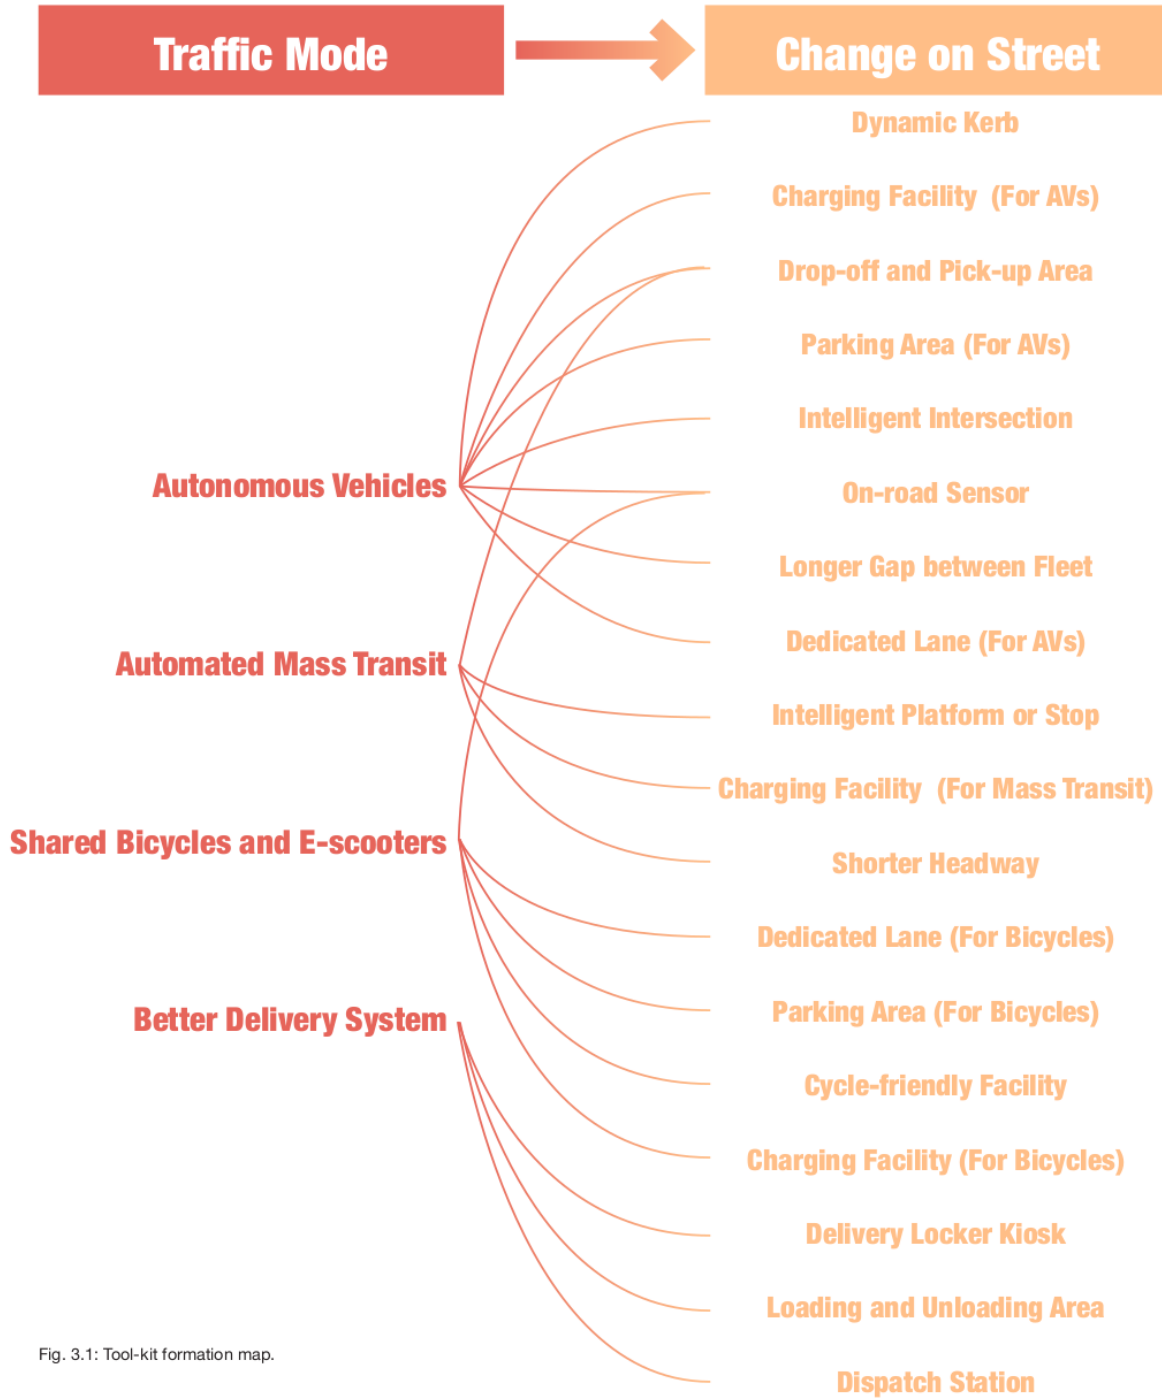 Traffic Mode
Change on Street
Dynamic Kerb
Charging Facility (For AVs)
Drop-off and Pick-up Area
Parking Area (For AVs)
Intelligent Intersection
Autonomous Vehicles
On-road Sensor
Longer Gap between Fleet
Dedicated Lane (For AVs)
Automated Mass Transit
Intelligent Platform or Stop
Charging Facility (For Mass Transit)
Shared Bicycles and E-scooters
Shorter Headway
Dedicated Lane (For Bicycles)
Better Delivery System
Parking Area (For Bicycles)
Cycle-friendly Facility
Charging Facility (For Bicycles)
Delivery Locker Kiosk
Loading and Unloading Area
Fig. 3.1: Tool-kit formation map.
Dispatch Station